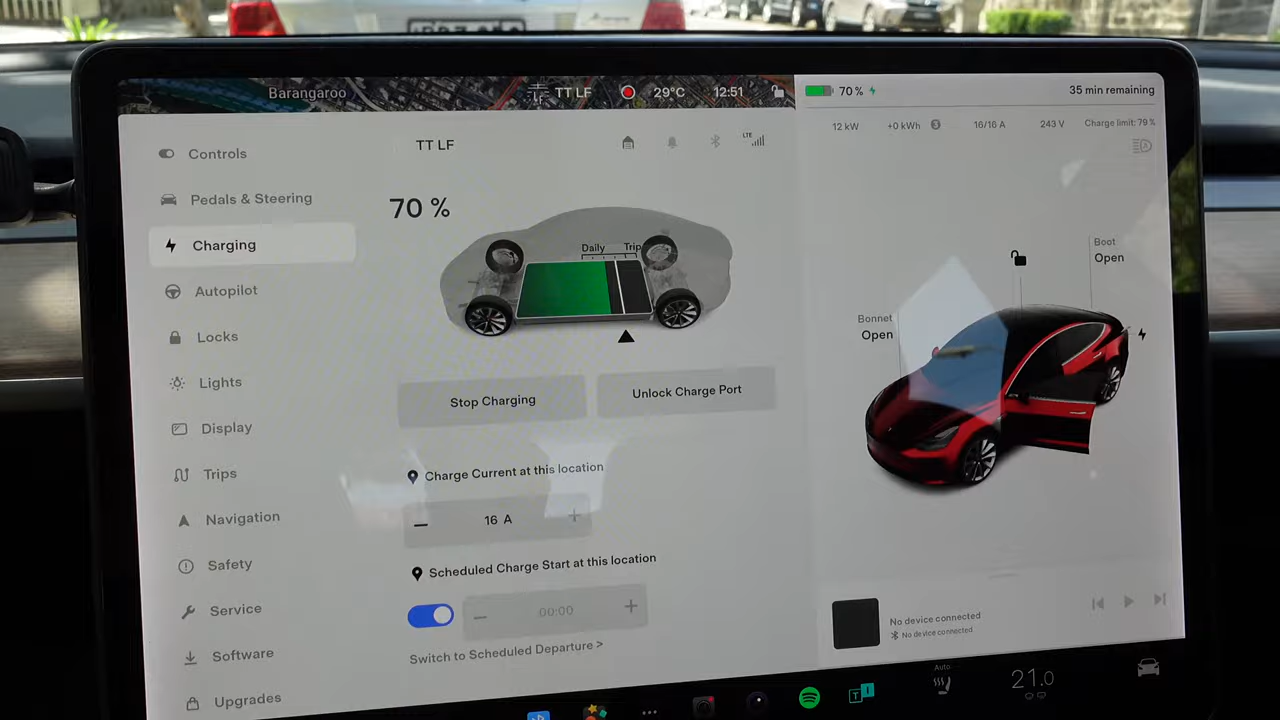 Barangaroo
TT LF
29°C
12:51
70 %
35 min remaining
12 kW
+0 kWh
3
16/16 A
243 V
Charge limit: 79 %
Controls
TT LF
LTE
Pedals & Steering
70 %
Charging
Daily
Trip
Boot
Open
Autopilot
Bonnet
Open
Locks
Lights
Stop Charging
Unlock Charge Port
Display
Trips
Charge Current at this location
Navigation
16 A
Safety
Scheduled Charge Start at this location
Service
00:00
No device connected
No device connected
Software
Switch to Scheduled Departure >
Upgrades
Auto
21.0
T